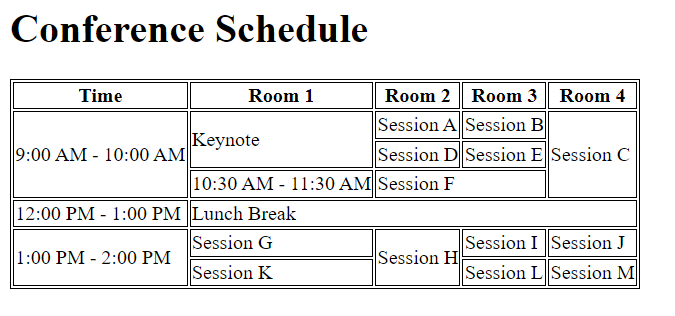 Conference Schedule
Time Room 1 Room 2 Room 3 Room 4
9:00 AM - 10:00 AM Keynote Session A Session B Session C
Session D Session E
10:30 AM - 11:30 AM Session F
12:00 PM - 1:00 PM Lunch Break
1:00 PM - 2:00 PM Session G Session H Session I Session J
Session K Session L Session M